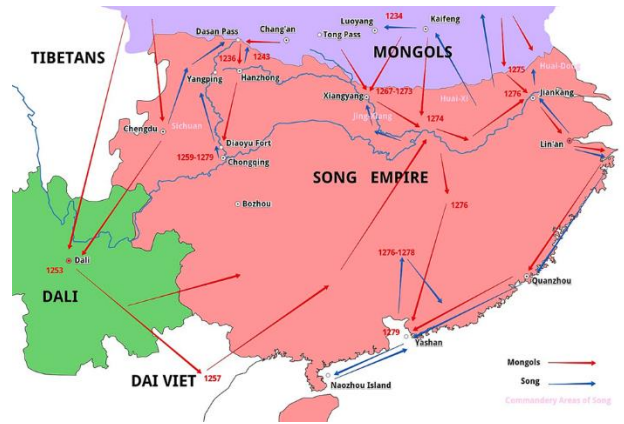 1234
Luoyang
Kaifeng
Dasan Pass
Chang'an
Tong Pass
TIBETANS
1236
1243
MONGOLS
Huai-Dong
1275
Yangping
Hanzhong
1267-1273
1276
Xiangyang
Huai-Xi
Jiankang
Jing-Xiang
1274
Chengdu
Sichuan
Lin'an
Diaoyu Fort
1259-1279
Chongqing
SONG EMPIRE
Bozhou
1276
1276-1278
Dali
1253
Quanzhou
DALI
1279
Yashan
DAI VIET
1257
Naozhou Island
Mongols
Song
Commandery Areas of Song